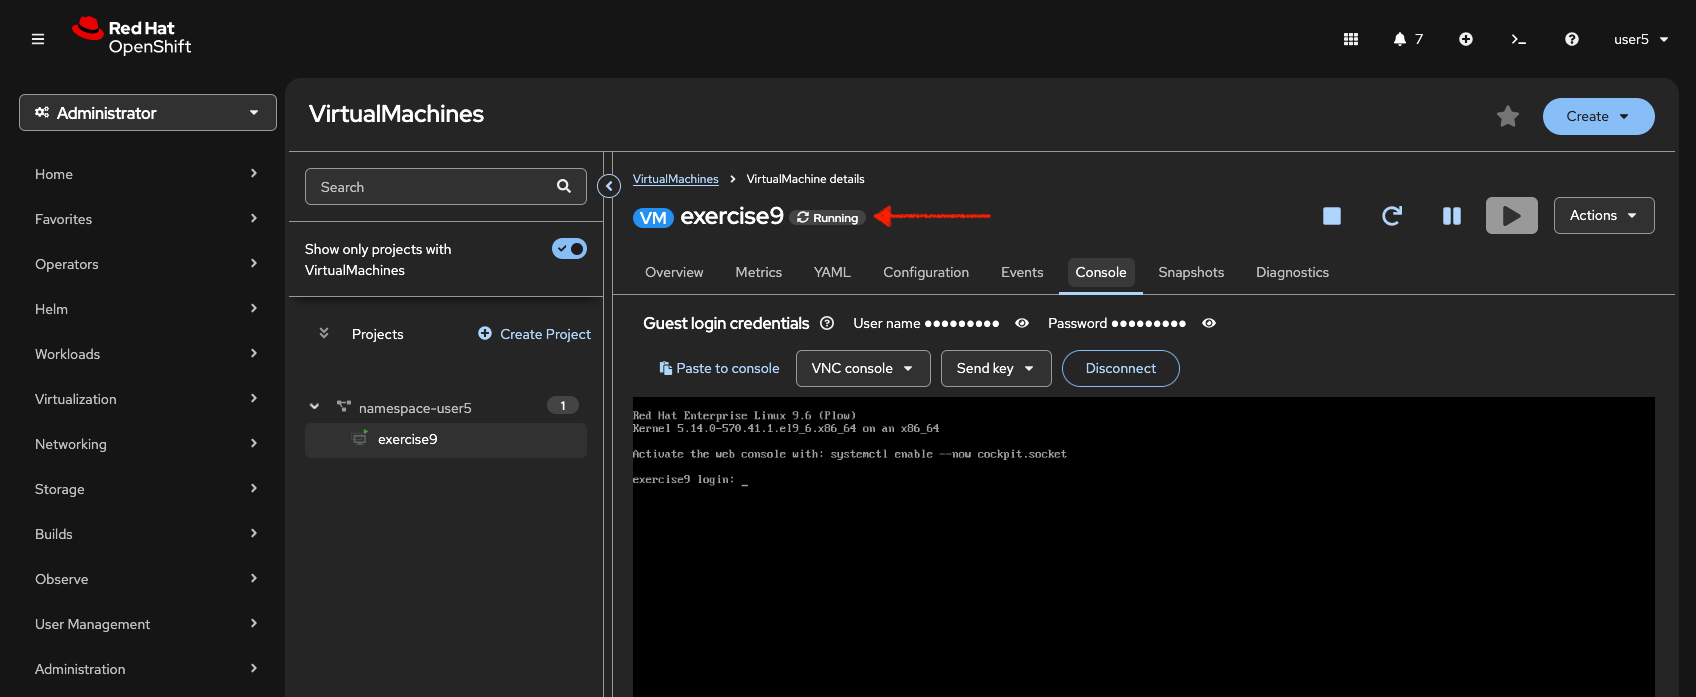 Red Hat
OpenShift
7
user5
Administrator
Home
Favorites
Operators
Helm
Workloads
Virtualization
Networking
Storage
Builds
Observe
User Management
Administration
VirtualMachines
Create
Search
Show only projects with
VirtualMachines
Projects
Create Project
namespace-user5
1
exercise9
VirtualMachines > VirtualMachine details
VM exercise9 Running
Actions
Overview Metrics YAML Configuration Events Console Snapshots Diagnostics
Guest login credentials User name ●●●●●●●●● Password ●●●●●●●●●
Paste to console VNC console Send key Disconnect
Red Hat Enterprise Linux 9.6 (Plow)
Kernel 5.14.0-570.41.1.el9_6.x86_64 on an x86_64
Activate the web console with: systemctl enable --now cockpit.socket
exercise9 login: _